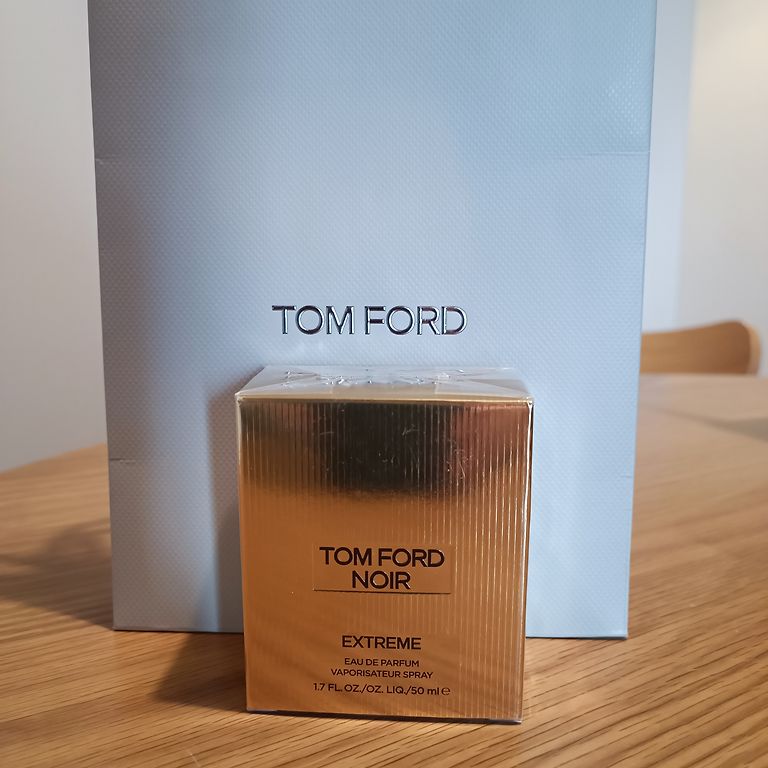 TOM FORD
TOM FORD
NOIR
EXTREME
EAU DE PARFUM
VAPORISATEUR SPRAY
1.7 FL. OZ./OZ. LIQ./50 ml ℮